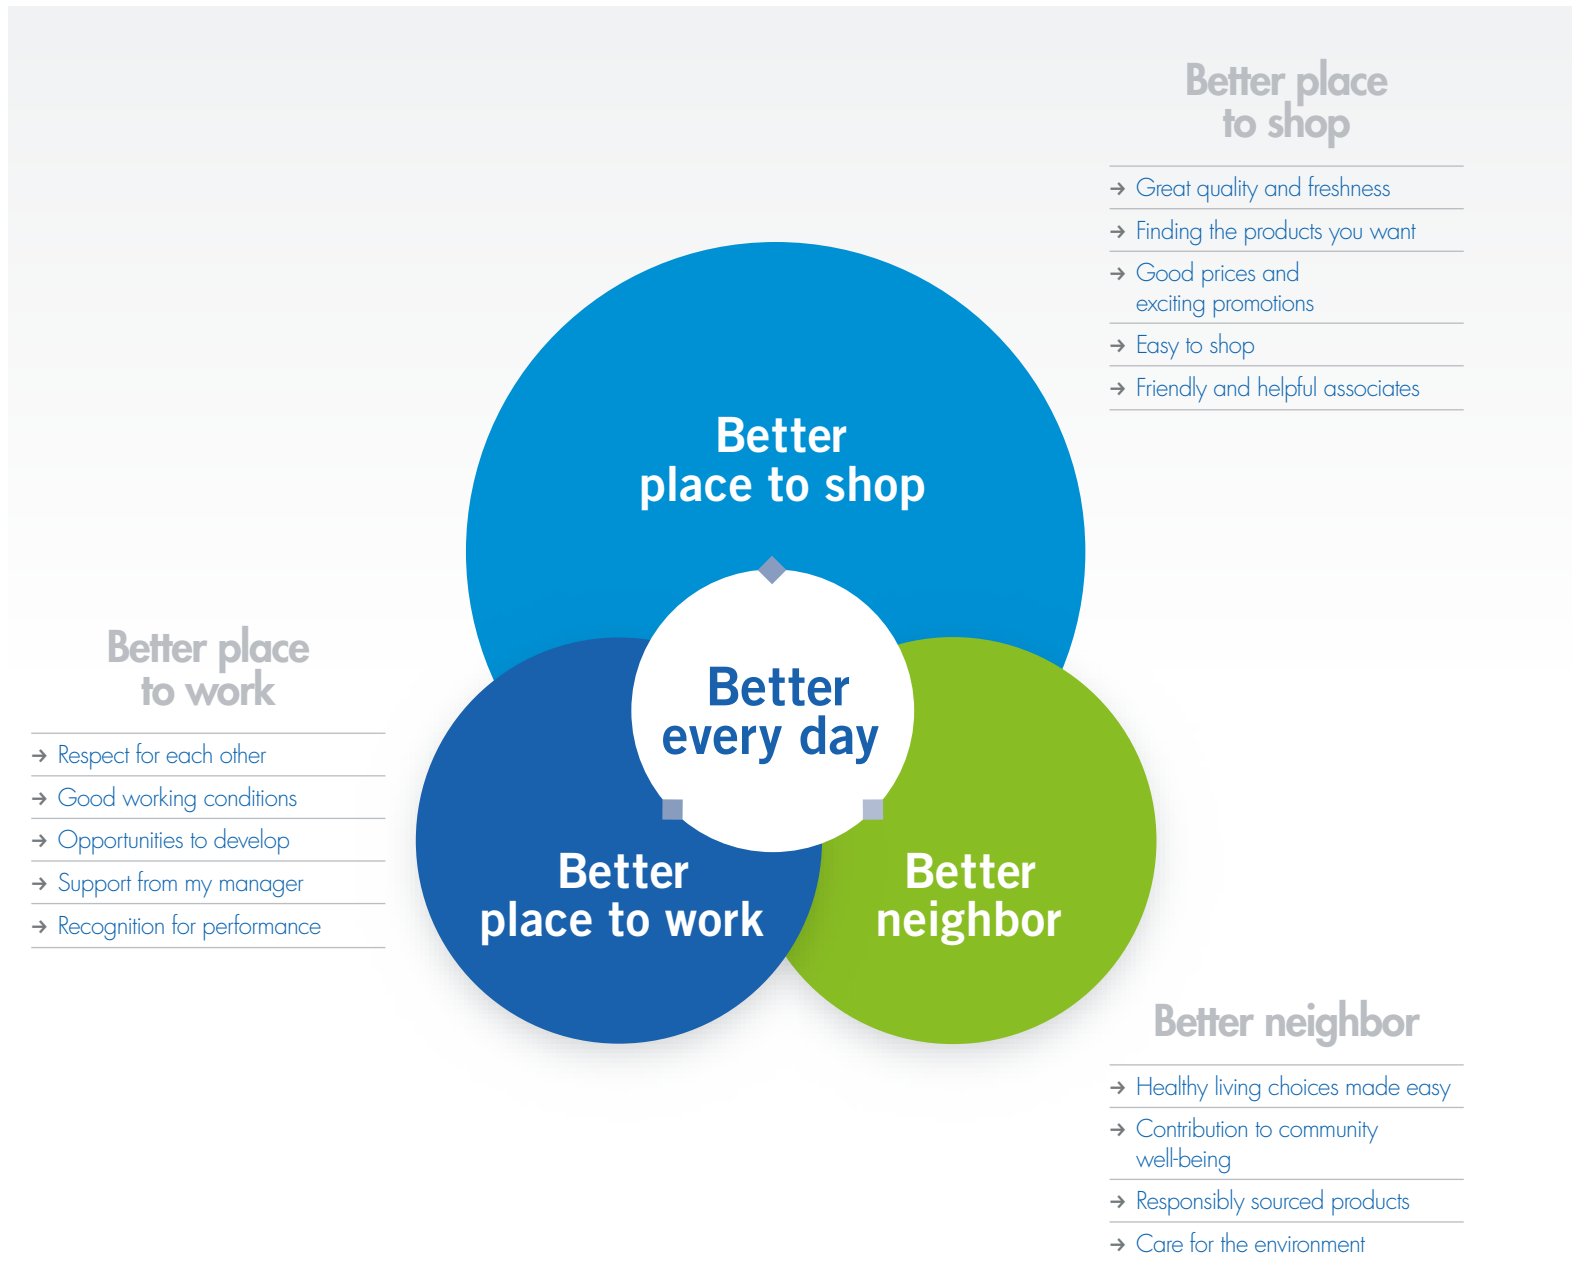 Better place
to shop
→ Great quality and freshness
→ Finding the products you want
→ Good prices and
exciting promotions
→ Easy to shop
→ Friendly and helpful associates
Better
place to shop
Better
every day
Better place
to work
→ Respect for each other
→ Good working conditions
→ Opportunities to develop
→ Support from my manager
→ Recognition for performance
Better
place to work
Better
neighbor
Better neighbor
→ Healthy living choices made easy
→ Contribution to community
well-being
→ Responsibly sourced products
→ Care for the environment